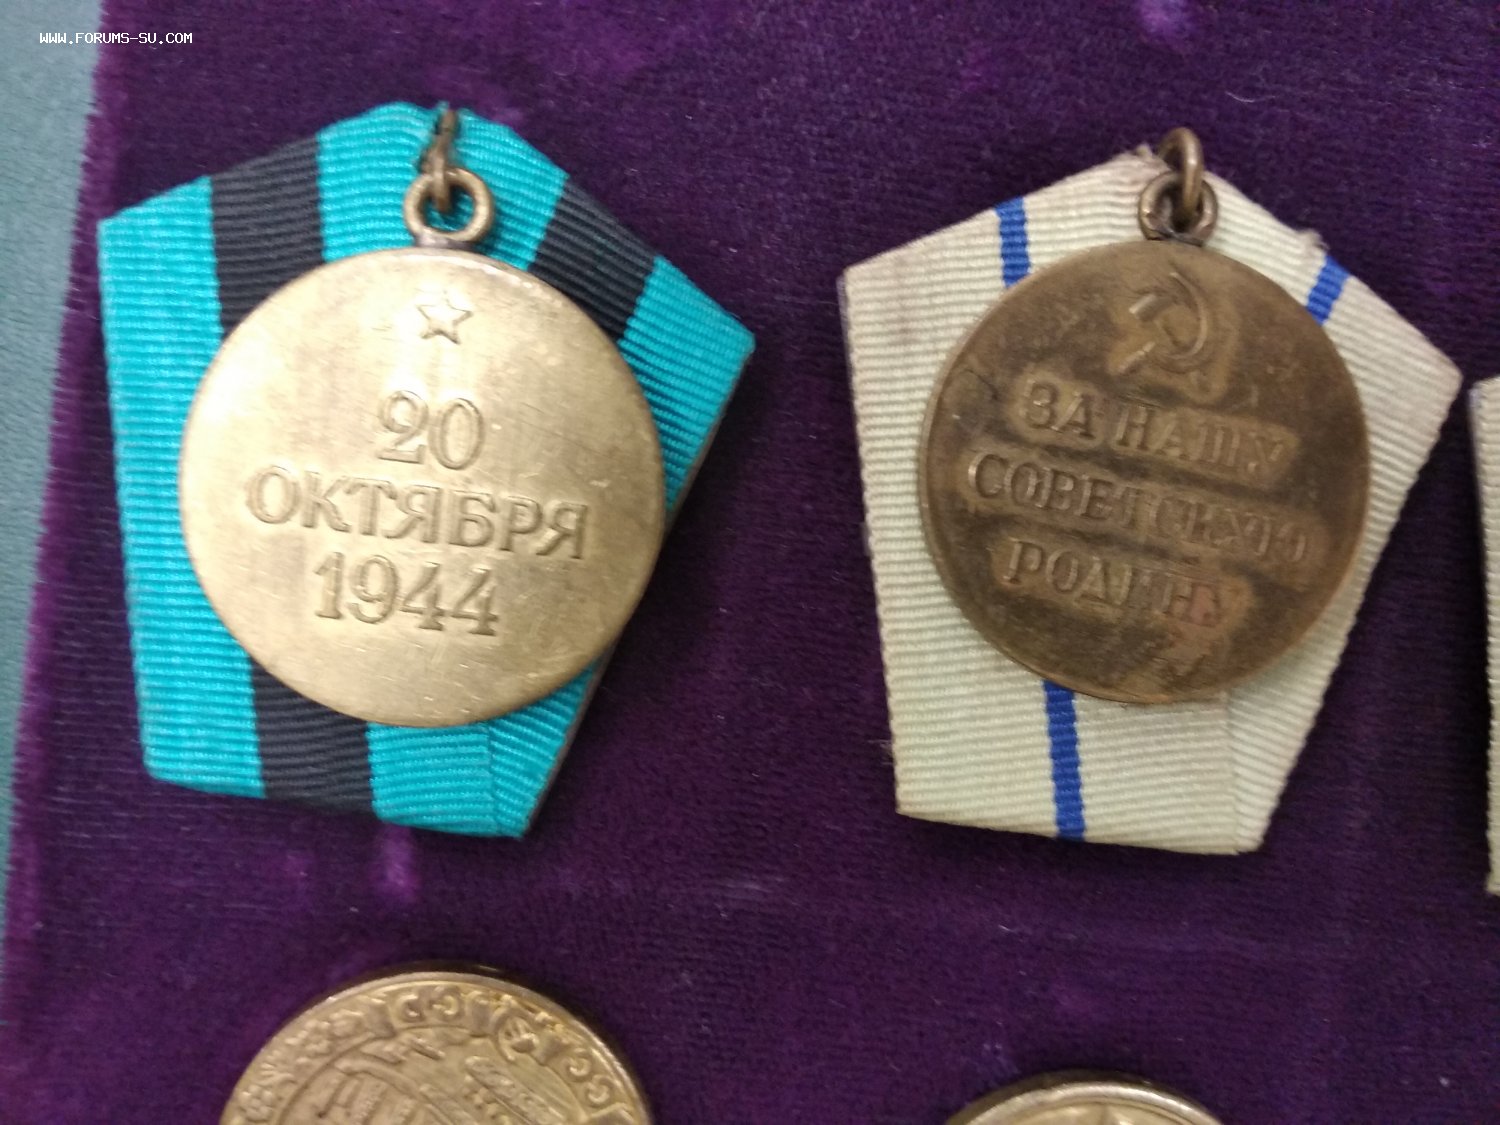 WWW.FORUMS-SU.COM
20
ОКТЯБРЯ
1944
ЗА НАШУ
СОВЕТСКУЮ
РОДИНУ